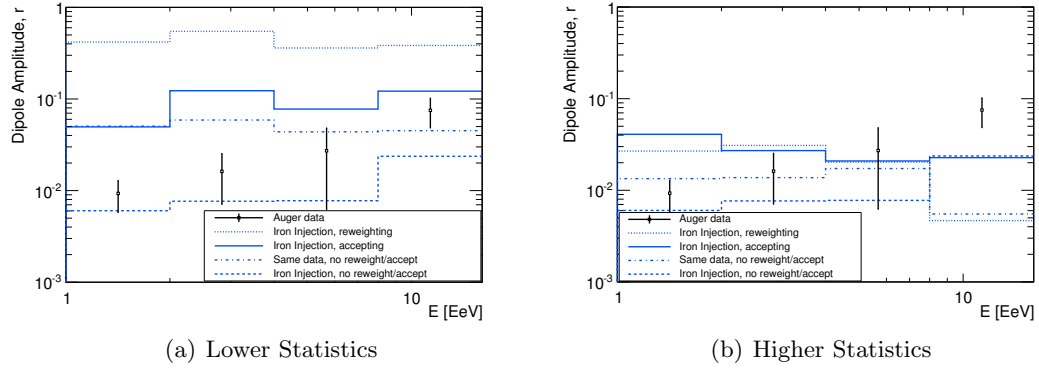 Dipole Amplitude, r
1
10-1
10-2
10-3
Auger data
Iron Injection, reweighting
Iron Injection, accepting
Same data, no reweight/accept
Iron Injection, no reweight/accept
1 10
E [EeV]
(a) Lower Statistics
Dipole Amplitude, r
1
10-1
10-2
10-3
Auger data
Iron Injection, reweighting
Iron Injection, accepting
Same data, no reweight/accept
Iron Injection, no reweight/accept
1 10
E [EeV]
(b) Higher Statistics